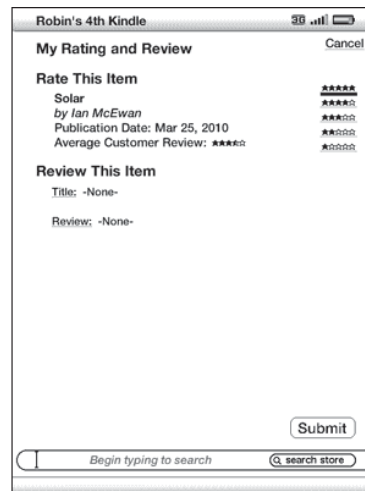 Robin's 4th Kindle 3G
My Rating and Review Cancel
Rate This Item
Solar
by Ian McEwan
Publication Date: Mar 25, 2010
Average Customer Review:
Review This Item
Title: -None-
Review: -None-
Submit
Begin typing to search search store